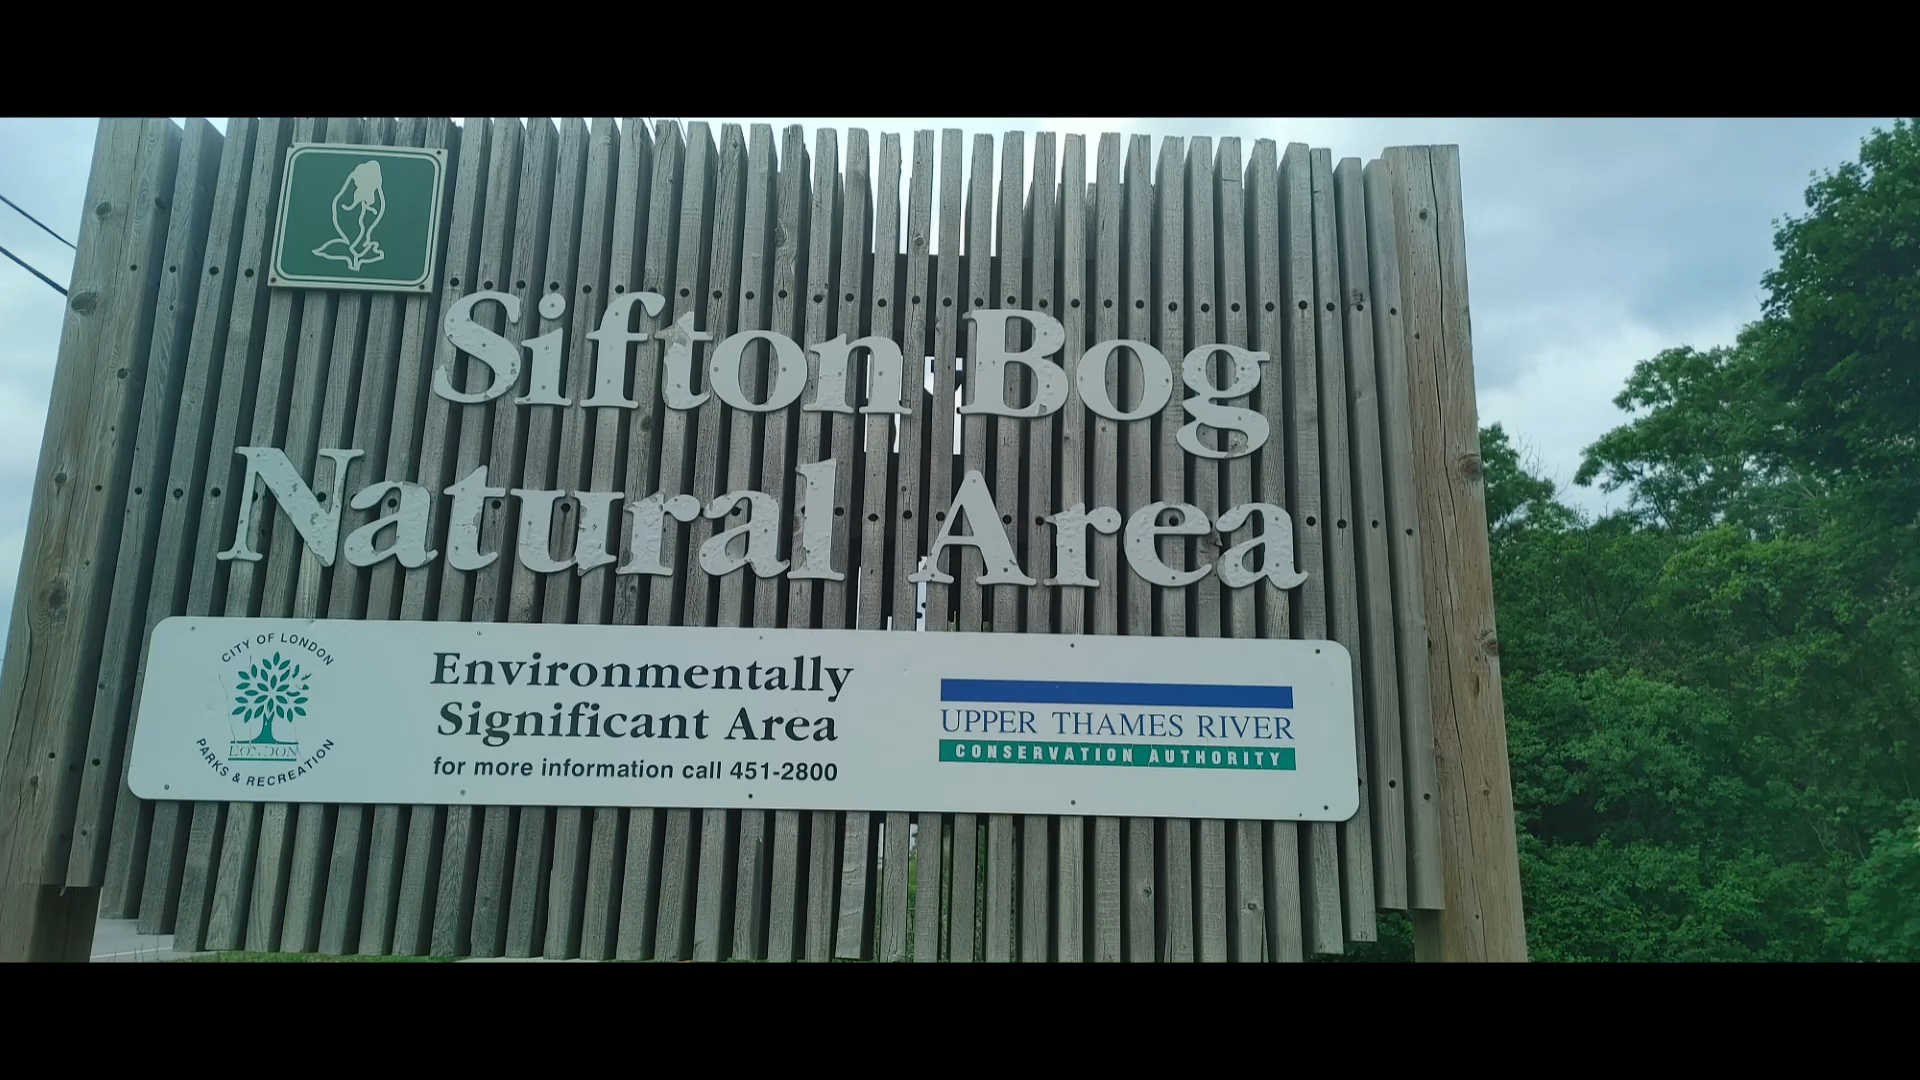 Sifton Bog
Natural Area
CITY OF LONDON
LONDON
PARKS & RECREATION
Environmentally
Significant Area
for more information call 451-2800
UPPER THAMES RIVER
CONSERVATION AUTHORITY